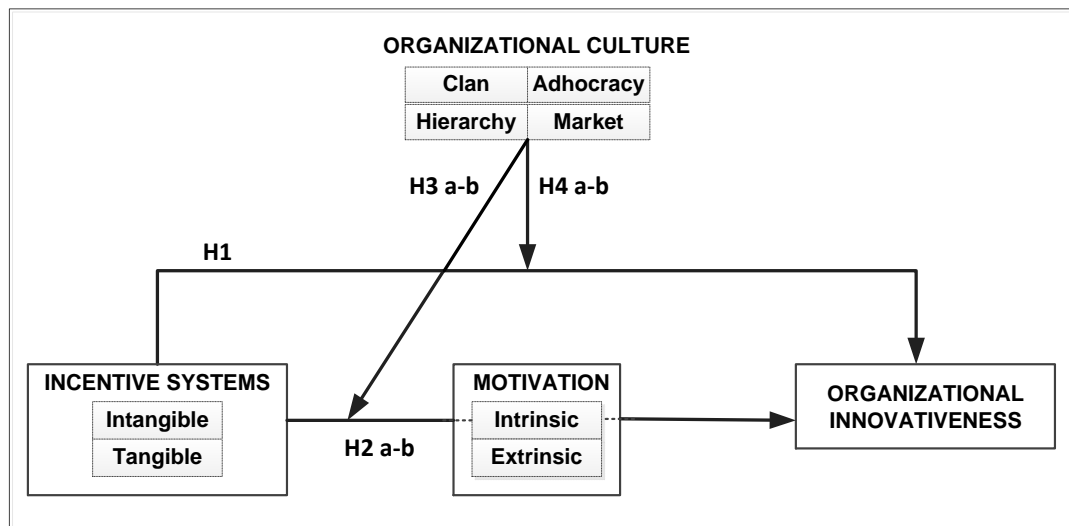 ORGANIZATIONAL CULTURE
Clan
Adhocracy
Hierarchy
Market
H3 a-b
H4 a-b
H1
INCENTIVE SYSTEMS
Intangible
Tangible
H2 a-b
MOTIVATION
Intrinsic
Extrinsic
ORGANIZATIONAL
INNOVATIVENESS